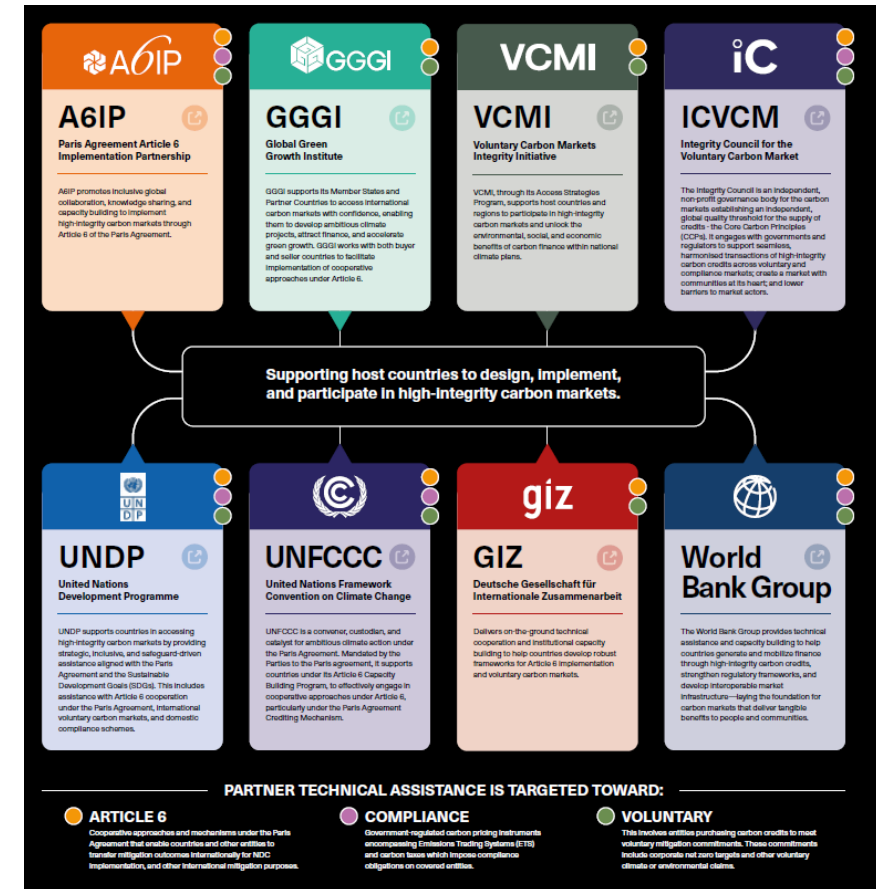 A6IP
A6IP
Paris Agreement Article 6
Implementation Partnership
A6IP promotes inclusive global
collaboration, knowledge sharing, and
capacity building to implement
high-integrity carbon markets through
Article 6 of the Paris Agreement.
GGGI
GGGI
Global Green
Growth Institute
GGGI supports its Member States and
Partner Countries to access international
carbon markets with confidence, enabling
them to develop ambitious climate
projects, attract finance, and accelerate
green growth. GGGI works with both buyer
and seller countries to facilitate
implementation of cooperative
approaches under Article 6.
VCMI
VCMI
Voluntary Carbon Markets
Integrity Initiative
VCMI, through its Access Strategies
Program, supports host countries and
regions to participate in high-integrity
carbon markets and unlock the
environmental, social, and economic
benefits of carbon finance within national
climate plans.
iC
ICVCM
Integrity Council for the
Voluntary Carbon Market
The Integrity Council is an independent,
non-profit governance body for the carbon
markets establishing an independent,
global quality threshold for the supply of
credits - the Core Carbon Principles
(CCPs). It engages with governments and
regulators to support seamless,
harmonised transactions of high-integrity
carbon credits across voluntary and
compliance markets; create a market with
communities at its heart; and lower
barriers to market actors.
Supporting host countries to design, implement,
and participate in high-integrity carbon markets.
UN
DP
UNDP
United Nations
Development Programme
UNDP supports countries in accessing
high-integrity carbon markets by providing
strategic, inclusive, and safeguard-driven
assistance aligned with the Paris
Agreement and the Sustainable
Development Goals (SDGs). This includes
assistance with Article 6 cooperation
under the Paris Agreement, international
voluntary carbon markets, and domestic
compliance schemes.
UNFCCC
United Nations Framework
Convention on Climate Change
UNFCCC is a convener, custodian, and
catalyst for ambitious climate action under
the Paris Agreement. Mandated by the
Parties to the Paris agreement, it supports
countries under its Article 6 Capacity
Building Program, to effectively engage in
cooperative approaches under Article 6,
particularly under the Paris Agreement
Crediting Mechanism.
giz
GIZ
Deutsche Gesellschaft für
Internationale Zusammenarbeit
Delivers on-the-ground technical
cooperation and institutional capacity
building to help countries develop robust
frameworks for Article 6 implementation
and voluntary carbon markets.
World
Bank Group
The World Bank Group provides technical
assistance and capacity building to help
countries generate and mobilize finance
through high-integrity carbon credits,
strengthen regulatory frameworks, and
develop interoperable market
infrastructure—laying the foundation for
carbon markets that deliver tangible
benefits to people and communities.
PARTNER TECHNICAL ASSISTANCE IS TARGETED TOWARD:
ARTICLE 6
Cooperative approaches and mechanisms under the Paris
Agreement that enable countries and other entities to
transfer mitigation outcomes internationally for NDC
implementation, and other international mitigation purposes.
COMPLIANCE
Government-regulated carbon pricing instruments
encompassing Emissions Trading Systems (ETS)
and carbon taxes which impose compliance
obligations on covered entities.
VOLUNTARY
This involves entities purchasing carbon credits to meet
voluntary mitigation commitments. These commitments
include corporate net zero targets and other voluntary
climate or environmental claims.